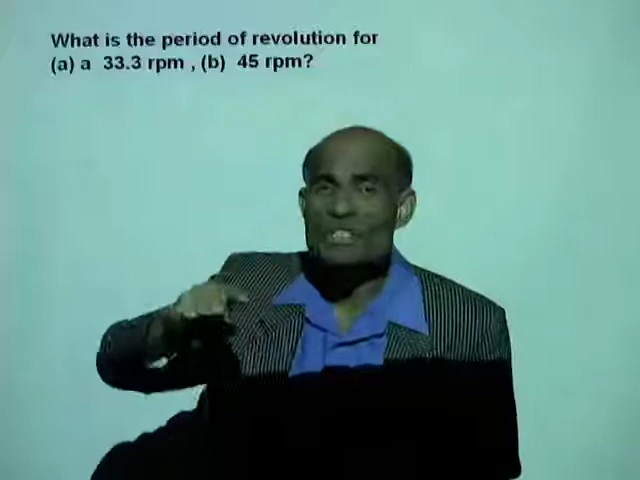 What is the period of revolution for
(a) a 33.3 rpm , (b) 45 rpm?